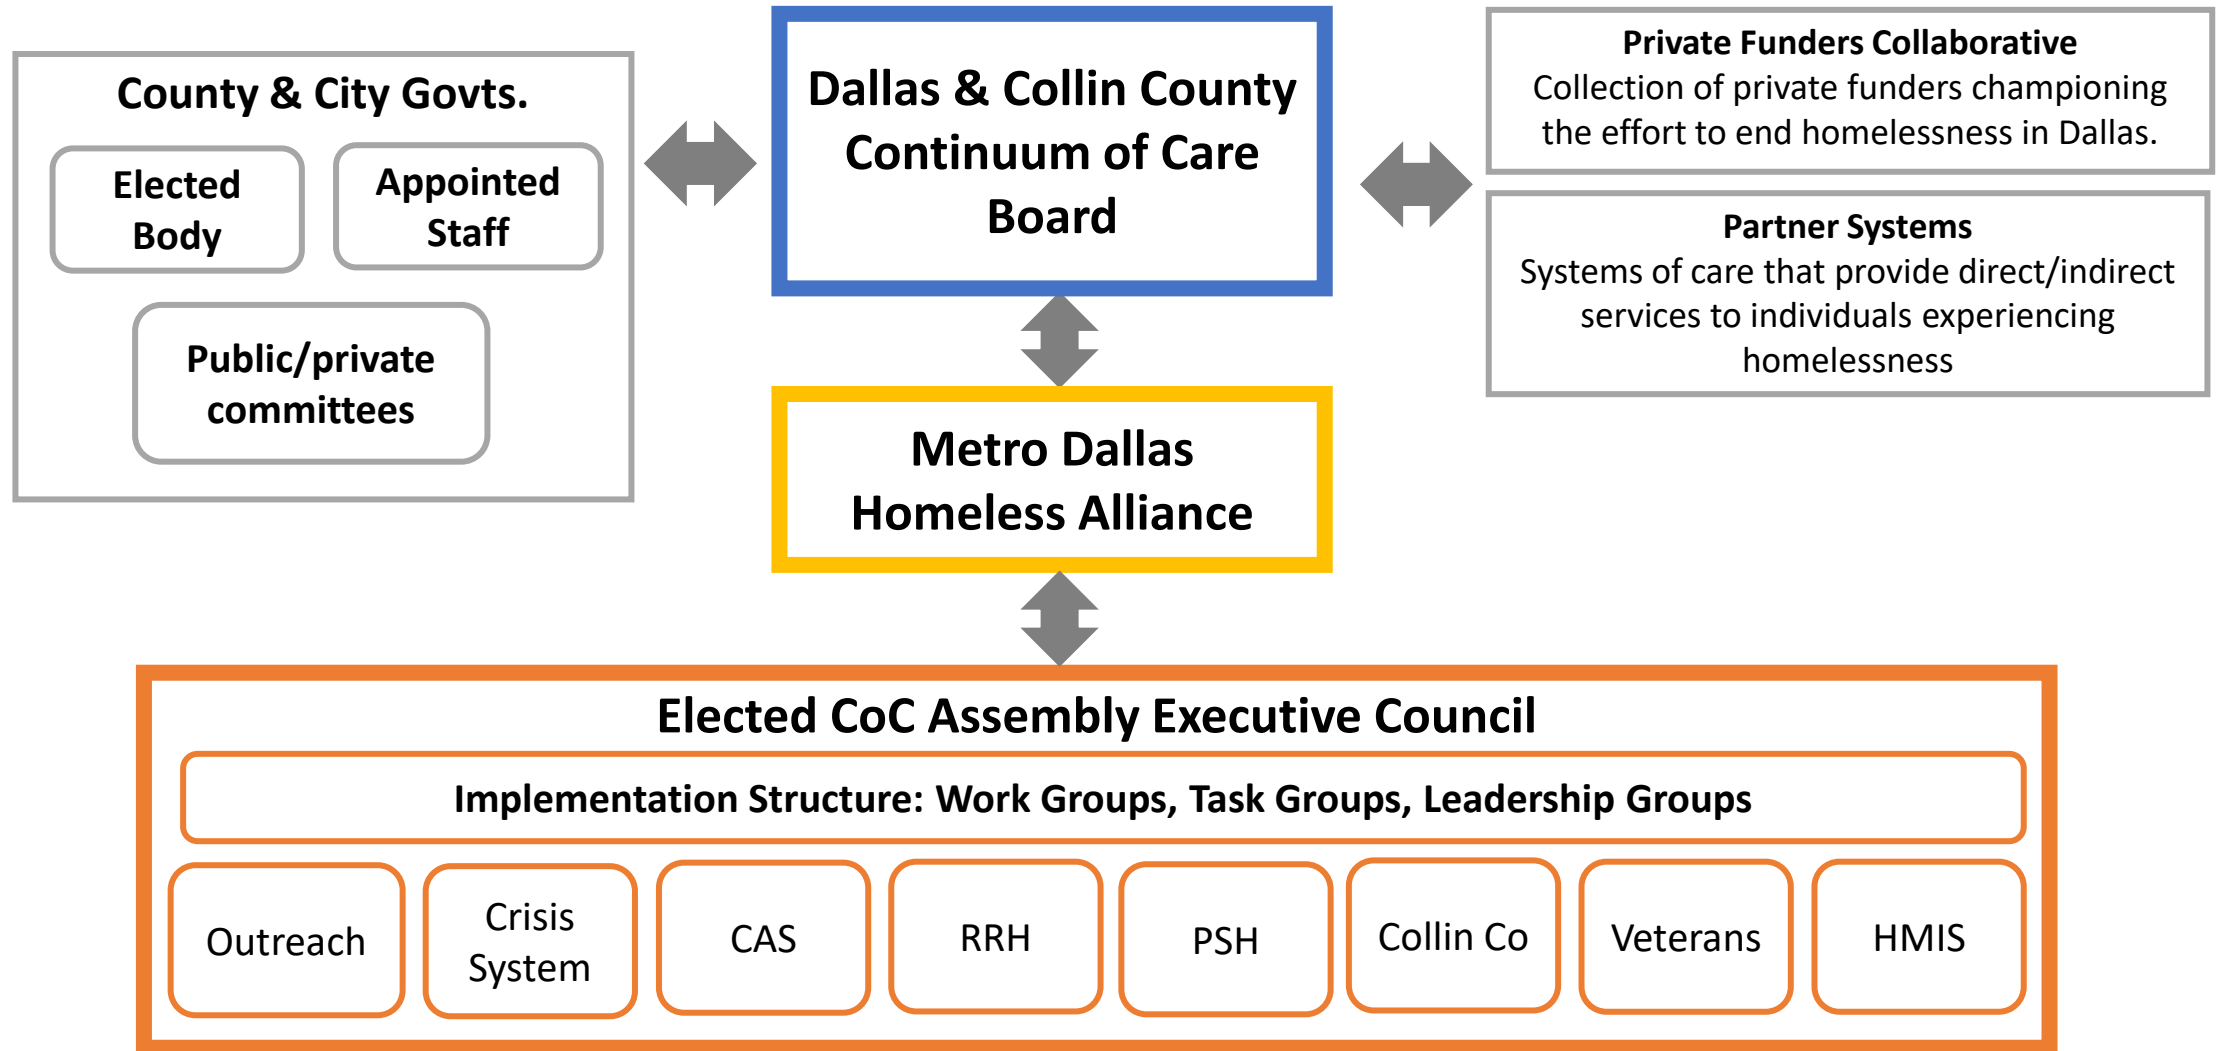 County & City Govts.
Elected
Body
Appointed
Staff
Public/private
committees
Dallas & Collin County
Continuum of Care
Board
Private Funders Collaborative
Collection of private funders championing
the effort to end homelessness in Dallas.
Partner Systems
Systems of care that provide direct/indirect
services to individuals experiencing
homelessness
Metro Dallas
Homeless Alliance
Elected CoC Assembly Executive Council
Implementation Structure: Work Groups, Task Groups, Leadership Groups
Outreach
Crisis
System
CAS
RRH
PSH
Collin Co
Veterans
HMIS